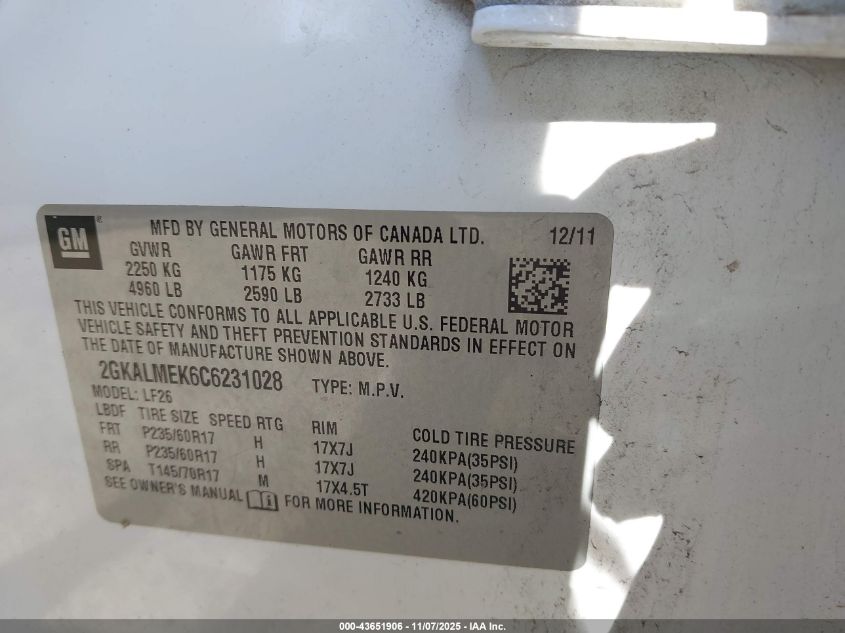 GM ®
MFD BY GENERAL MOTORS OF CANADA LTD. 12/11
GVWR GAWR FRT GAWR RR
2250 KG 1175 KG 1240 KG
4960 LB 2590 LB 2733 LB
THIS VEHICLE CONFORMS TO ALL APPLICABLE U.S. FEDERAL MOTOR
VEHICLE SAFETY AND THEFT PREVENTION STANDARDS IN EFFECT ON
THE DATE OF MANUFACTURE SHOWN ABOVE.
2GKALMEK6C6231028 TYPE: M.P.V.
MODEL: LF26
LBDF TIRE SIZE SPEED RTG RIM COLD TIRE PRESSURE
FRT P235/60R17 H 17X7J 240KPA(35PSI)
RR P235/60R17 H 17X7J 240KPA(35PSI)
SPA T145/70R17 M 17X4.5T 420KPA(60PSI)
SEE OWNER'S MANUAL FOR MORE INFORMATION.
000-43651906 - 11/07/2025 - IAA Inc.